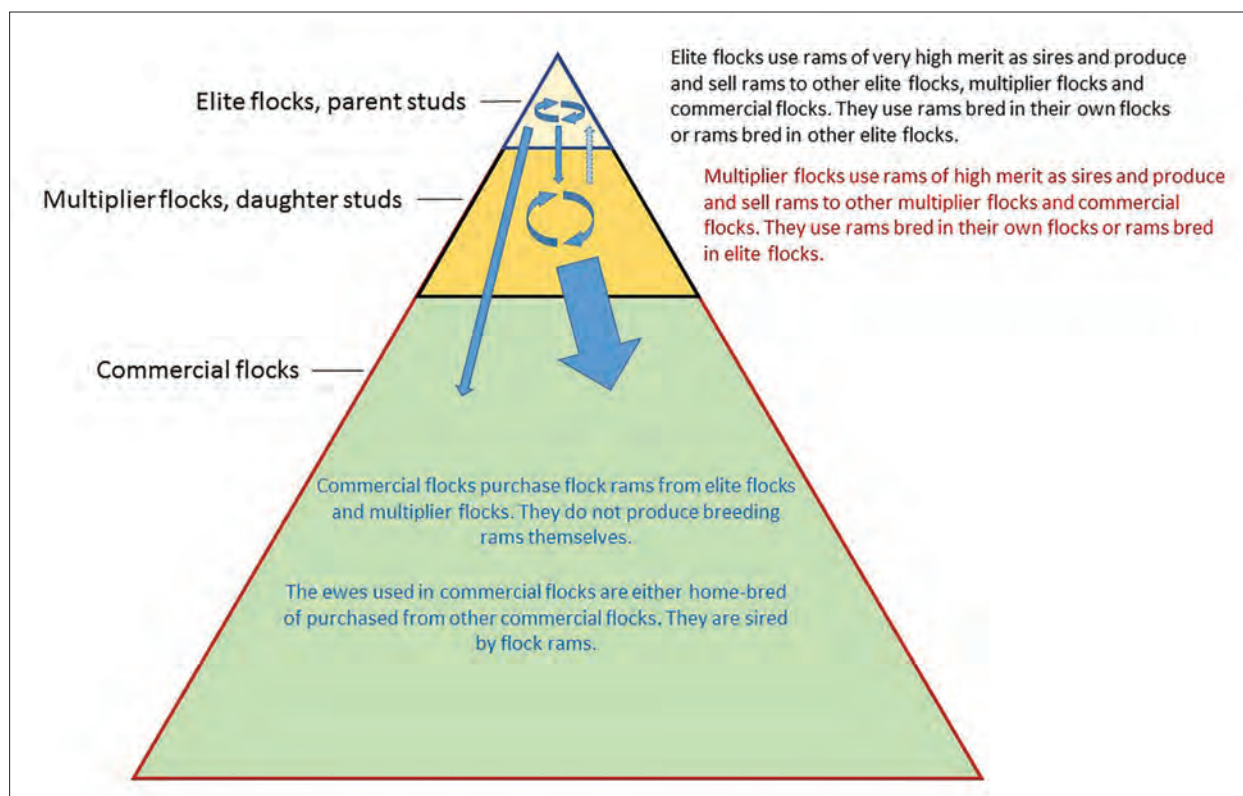 Elite flocks use rams of very high merit as sires and produce
and sell rams to other elite flocks, multiplier flocks and
commercial flocks. They use rams bred in their own flocks
or rams bred in other elite flocks.
Elite flocks, parent studs
Multiplier flocks use rams of high merit as sires and produce
and sell rams to other multiplier flocks and commercial
flocks. They use rams bred in their own flocks or rams bred
in elite flocks.
Multiplier flocks, daughter studs
Commercial flocks
Commercial flocks purchase flock rams from elite flocks
and multiplier flocks. They do not produce breeding
rams themselves.
The ewes used in commercial flocks are either home-bred
of purchased from other commercial flocks. They are sired
by flock rams.